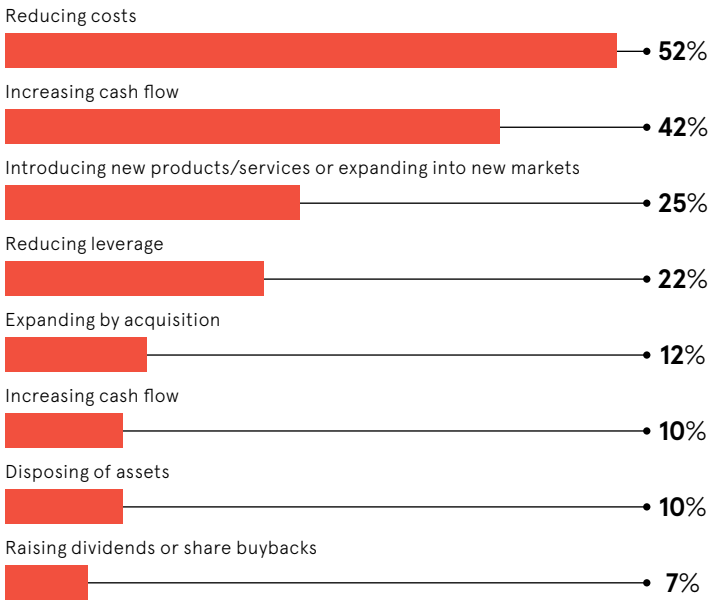 Reducing costs
52%
Increasing cash flow
42%
Introducing new products/services or expanding into new markets
25%
Reducing leverage
22%
Expanding by acquisition
12%
Increasing cash flow
10%
Disposing of assets
10%
Raising dividends or share buybacks
7%